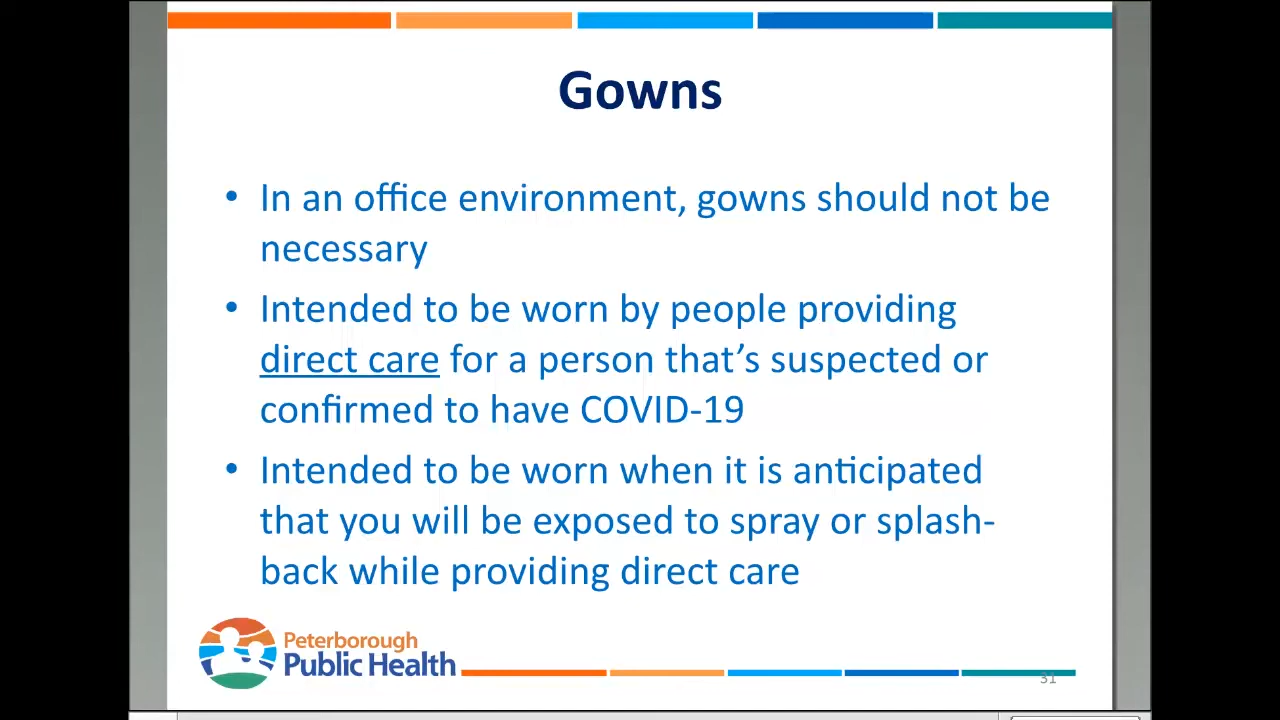 Gowns
• In an office environment, gowns should not be
necessary
• Intended to be worn by people providing
direct care for a person that’s suspected or
confirmed to have COVID-19
• Intended to be worn when it is anticipated
that you will be exposed to spray or splash-
back while providing direct care
Peterborough
Public Health
31